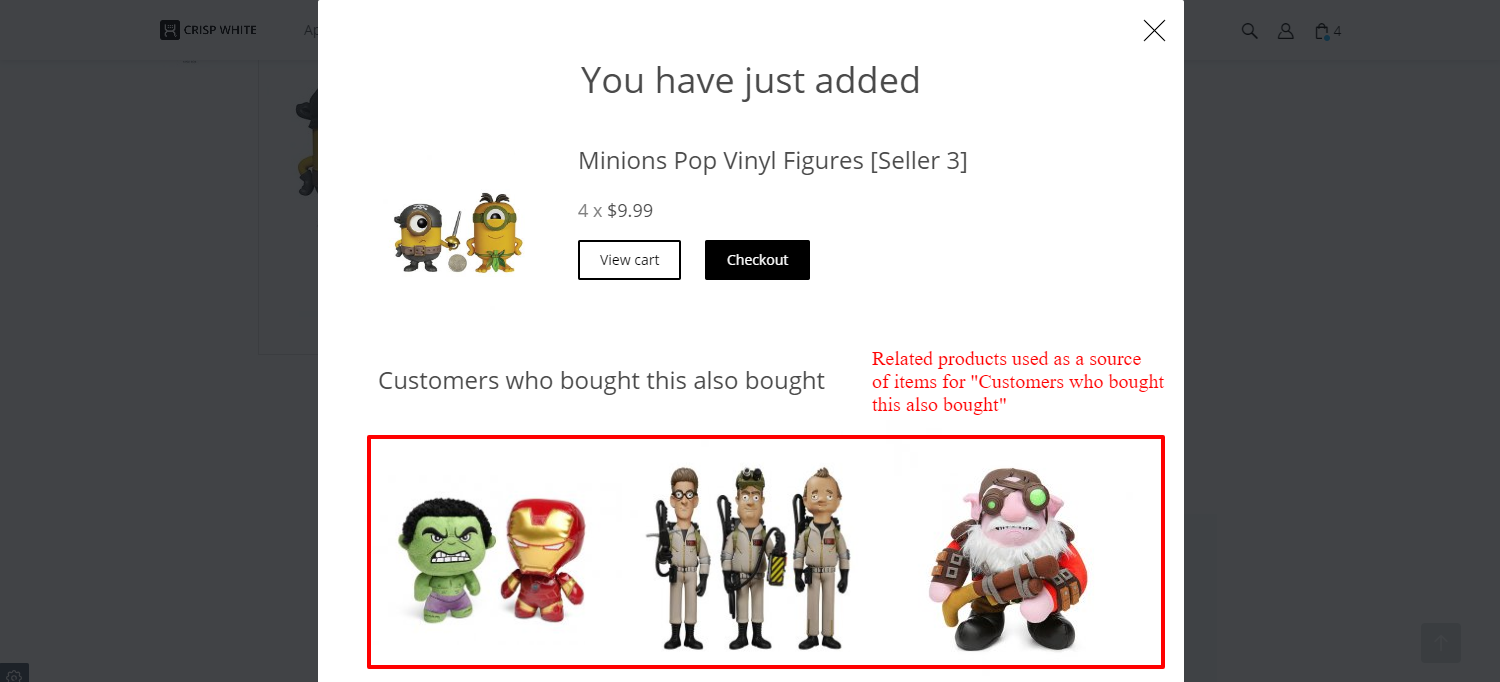 CRISP WHITE
Ap
4
You have just added
Minions Pop Vinyl Figures [Seller 3]
4 x $9.99
View cart
Checkout
Customers who bought this also bought
Related products used as a source
of items for "Customers who bought
this also bought"